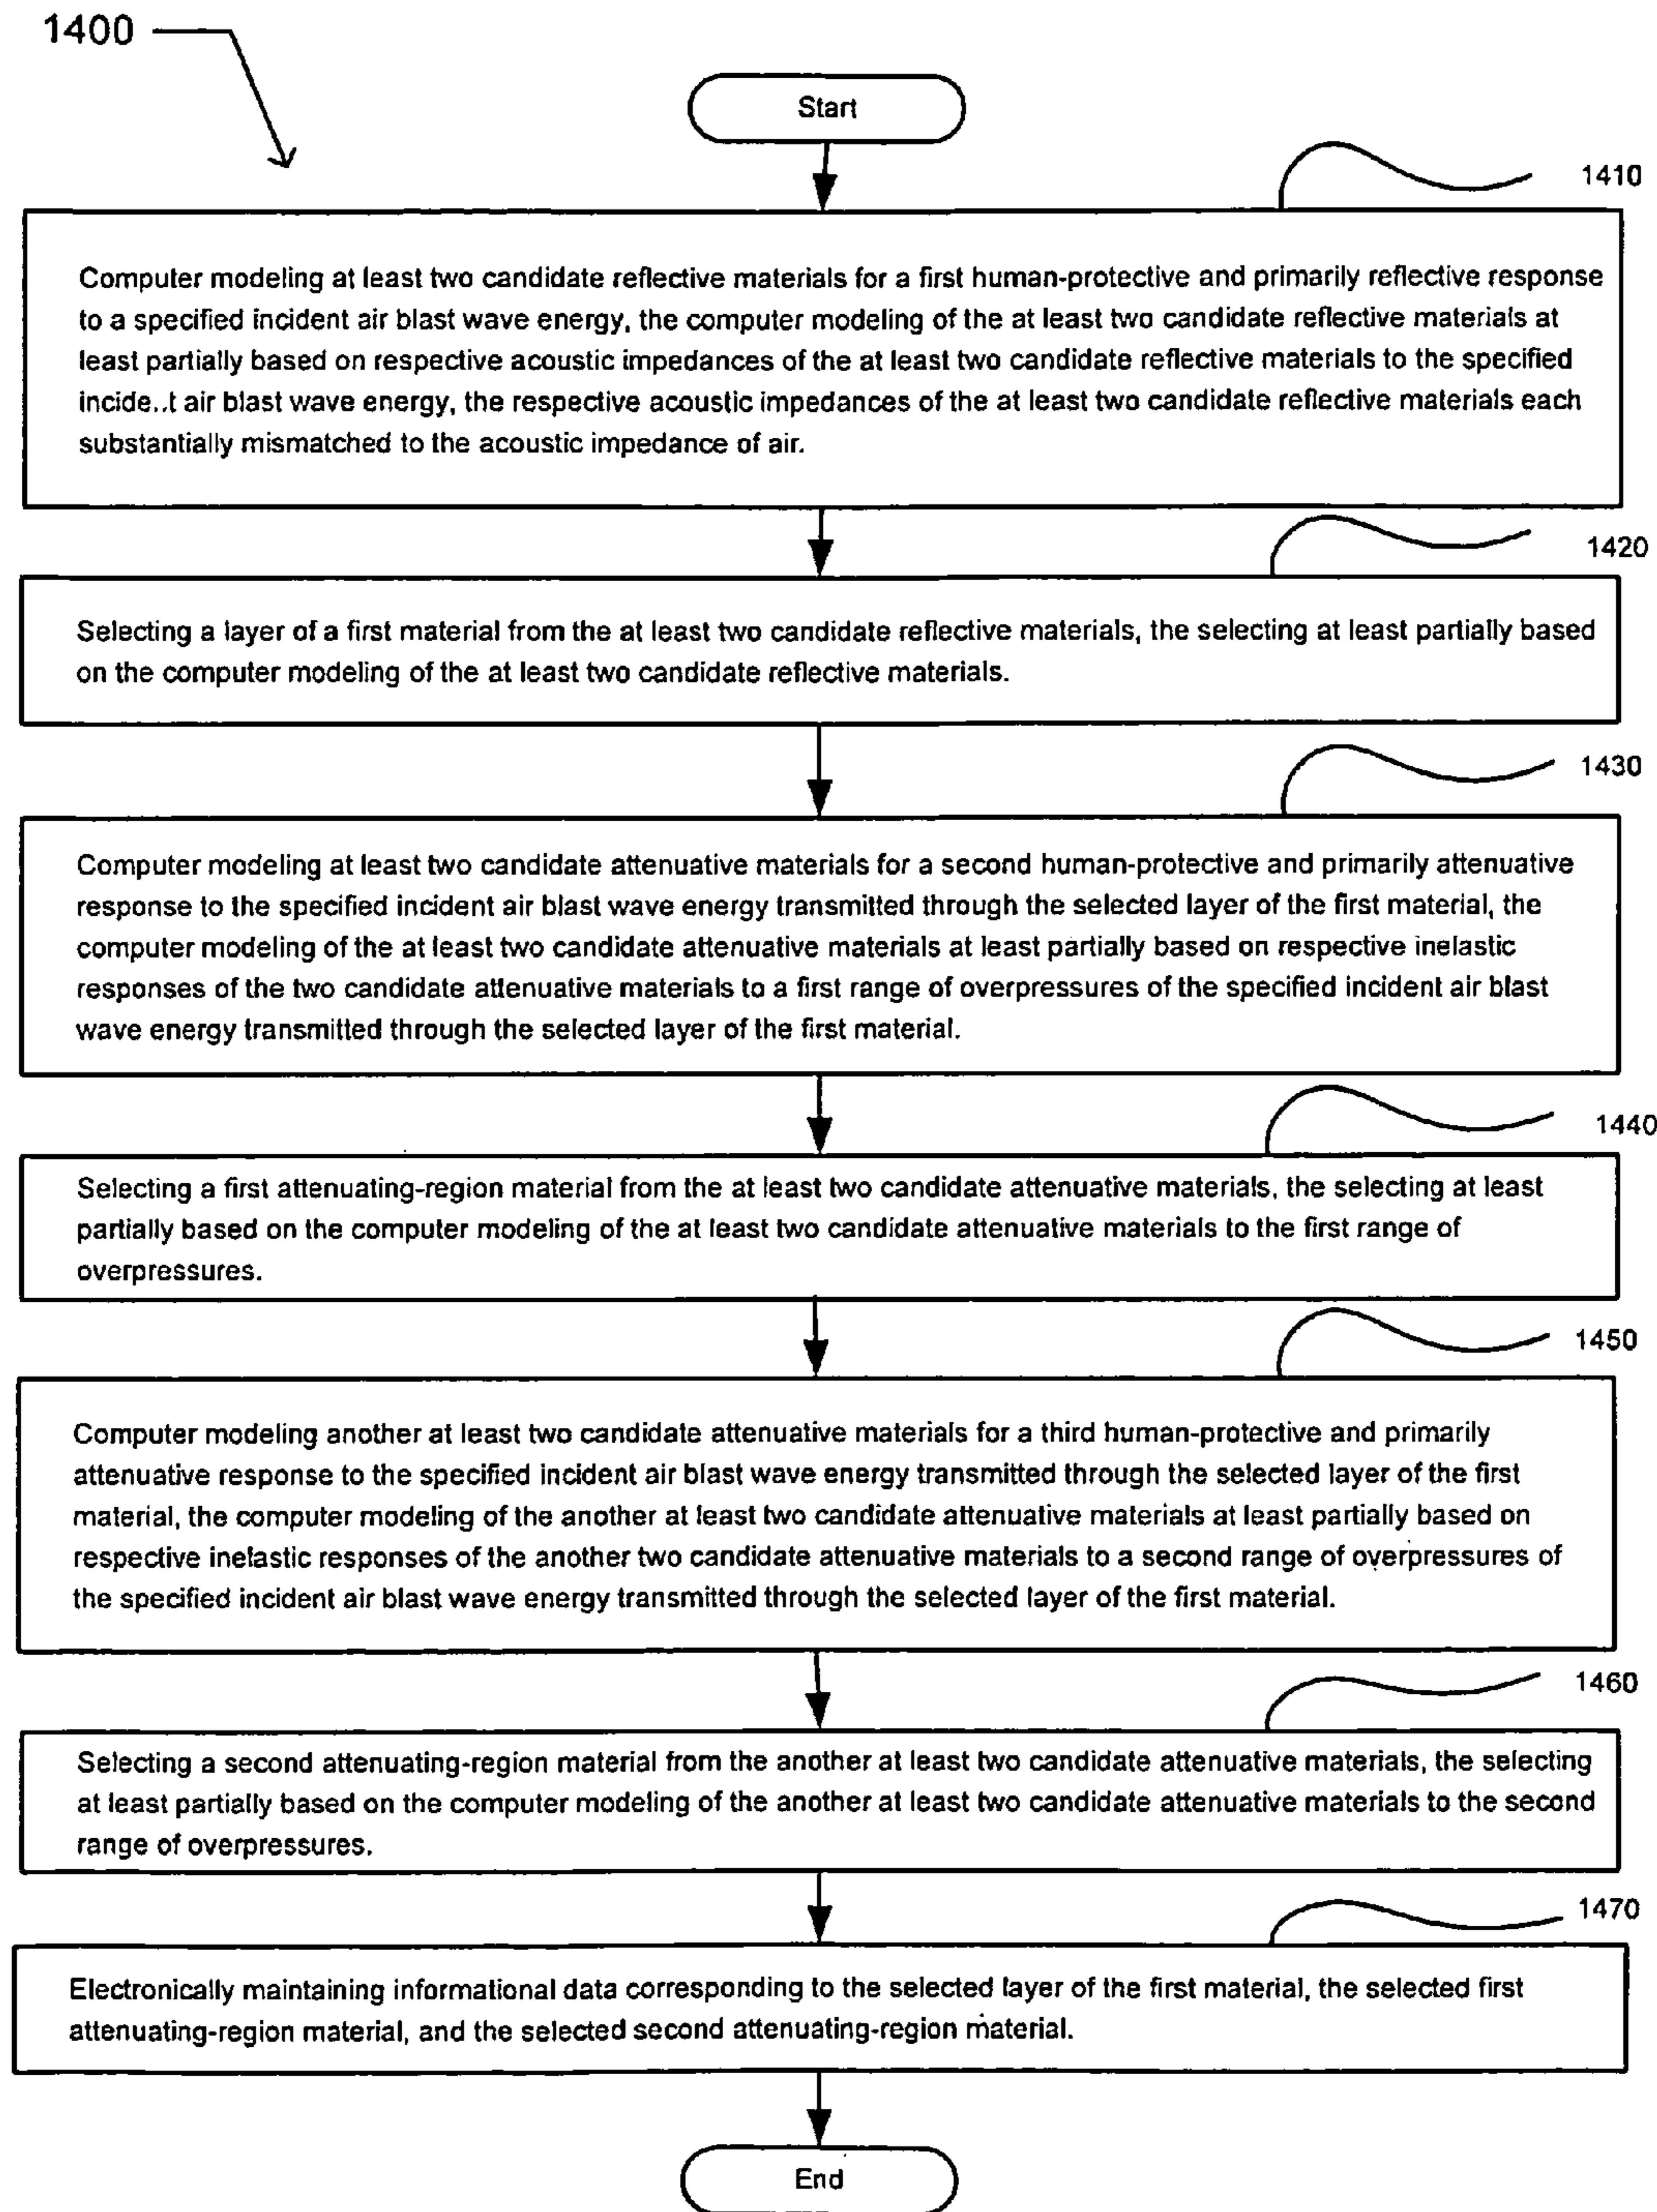 1400
Start
1410
Computer modeling at least two candidate reflective materials for a first human-protective and primarily reflective response
to a specified incident air blast wave energy, the computer modeling of the at least two candidate reflective materials at
least partially based on respective acoustic impedances of the at least two candidate reflective materials to the specified
incide..t air blast wave energy, the respective acoustic impedances of the at least two candidate reflective materials each
substantially mismatched to the acoustic impedance of air.
1420
Selecting a layer of a first material from the at least two candidate reflective materials, the selecting at least partially based
on the computer modeling of the at least two candidate reflective materials.
1430
Computer modeling at least two candidate attenuative materials for a second human-protective and primarily attenuative
response to the specified incident air blast wave energy transmitted through the selected layer of the first material, the
computer modeling of the at least two candidate attenuative materials at least partially based on respective inelastic
responses of the two candidate attenuative materials to a first range of overpressures of the specified incident air blast
wave energy transmitted through the selected layer of the first material.
1440
Selecting a first attenuating-region material from the at least two candidate attenuative materials, the selecting at least
partially based on the computer modeling of the at least two candidate attenuative materials to the first range of
overpressures.
1450
Computer modeling another at least two candidate attenuative materials for a third human-protective and primarily
attenuative response to the specified incident air blast wave energy transmitted through the selected layer of the first
material, the computer modeling of the another at least two candidate attenuative materials at least partially based on
respective inelastic responses of the another two candidate attenuative materials to a second range of overpressures of
the specified incident air blast wave energy transmitted through the selected layer of the first material.
1460
Selecting a second attenuating-region material from the another at least two candidate attenuative materials, the selecting
at least partially based on the computer modeling of the another at least two candidate attenuative materials to the second
range of overpressures.
1470
Electronically maintaining informational data corresponding to the selected layer of the first material, the selected first
attenuating-region material, and the selected second attenuating-region material.
End